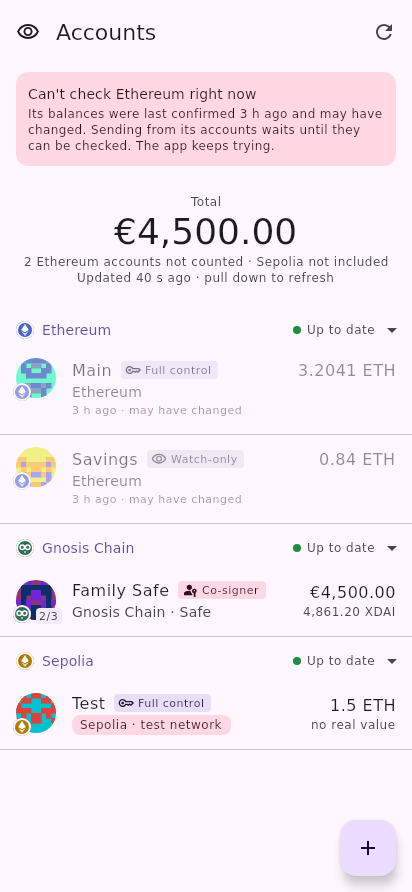 Accounts
Can't check Ethereum right now
Its balances were last confirmed 3 h ago and may have
changed. Sending from its accounts waits until they
can be checked. The app keeps trying.
Total
€4,500.00
2 Ethereum accounts not counted · Sepolia not included
Updated 40 s ago · pull down to refresh
Ethereum Up to date
Main Full control 3.2041 ETH
Ethereum
3 h ago · may have changed
Savings Watch-only 0.84 ETH
Ethereum
3 h ago · may have changed
Gnosis Chain Up to date
Family Safe Co-signer €4,500.00
2/3 Gnosis Chain · Safe 4,861.20 XDAI
Sepolia Up to date
Test Full control 1.5 ETH
Sepolia · test network no real value